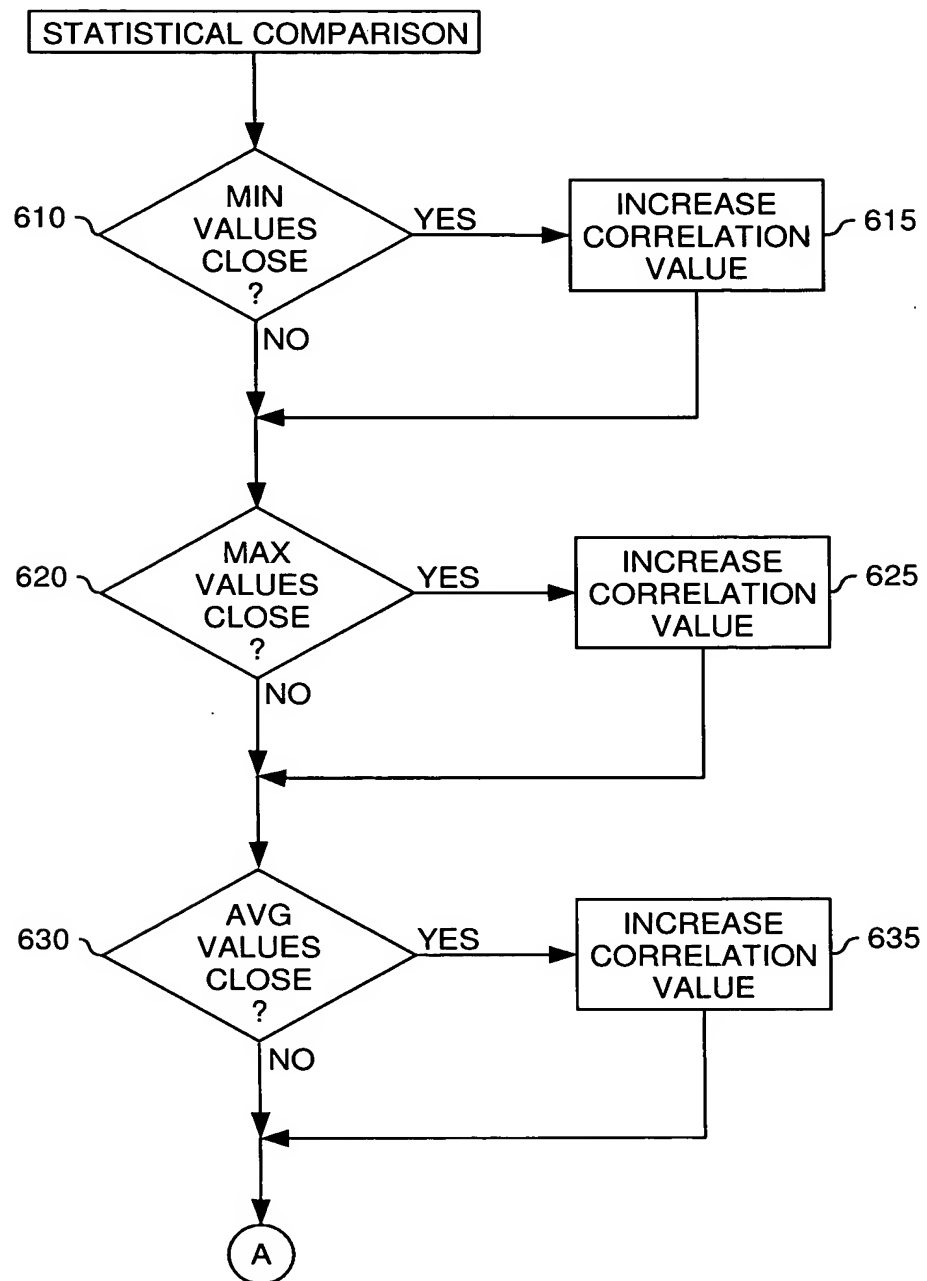 STATISTICAL COMPARISON
610
MIN
VALUES
CLOSE
?
YES
INCREASE
CORRELATION
VALUE
615
NO
620
MAX
VALUES
CLOSE
?
YES
INCREASE
CORRELATION
VALUE
625
NO
630
AVG
VALUES
CLOSE
?
YES
INCREASE
CORRELATION
VALUE
635
NO
A